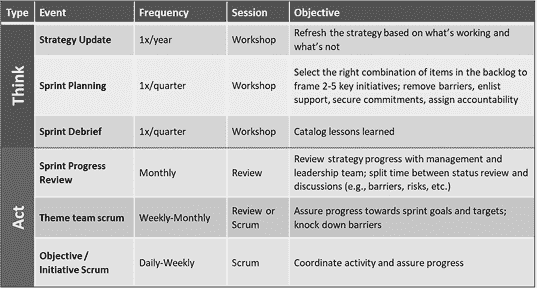 Type Event Frequency Session Objective
Think
Strategy Update 1x/year Workshop Refresh the strategy based on what's working and
what's not
Sprint Planning 1x/quarter Workshop Select the right combination of items in the backlog to
frame 2-5 key initiatives; remove barriers, enlist
support, secure commitments, assign accountability
Sprint Debrief 1x/quarter Workshop Catalog lessons learned
Act
Sprint Progress
Review Monthly Review Review strategy progress with management and
leadership team; split time between status review and
discussions (e.g., barriers, risks, etc.)
Theme team scrum Weekly-Monthly Review or
Scrum Assure progress towards sprint goals and targets;
knock down barriers
Objective /
Initiative Scrum Daily-Weekly Scrum Coordinate activity and assure progress